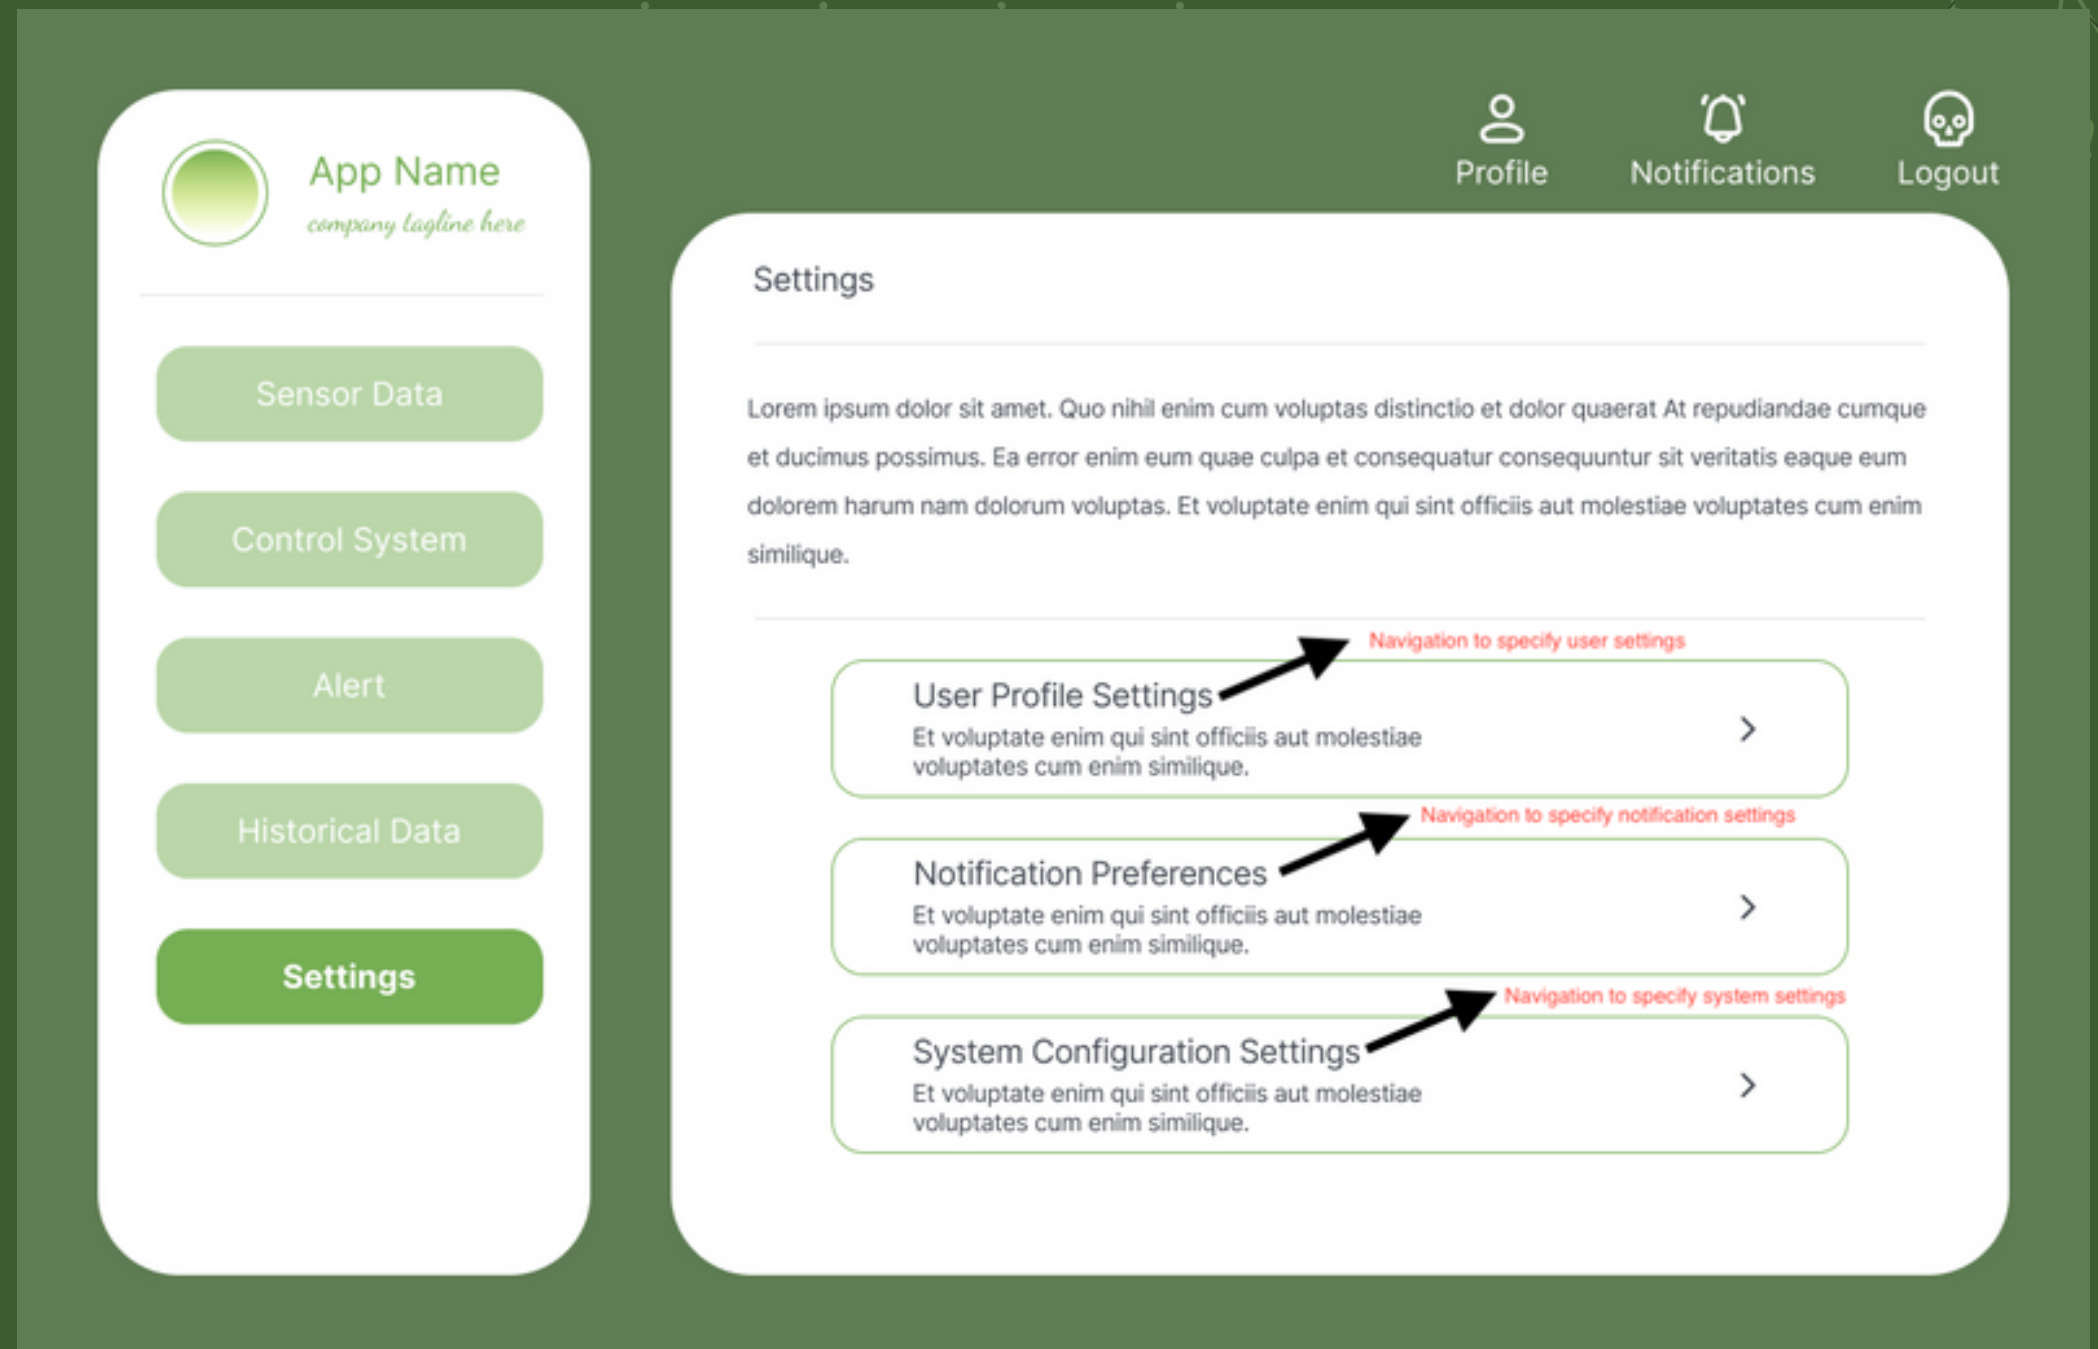 App Name
company tagline here
Sensor Data
Control System
Alert
Historical Data
Settings
Profile
Notifications
Logout
Settings
Lorem ipsum dolor sit amet. Quo nihil enim cum voluptas distinctio et dolor quaerat At repudiandae cumque
et ducimus possimus. Ea error enim eum quae culpa et consequatur consequuntur sit veritatis eaque eum
dolorem harum nam dolorum voluptas. Et voluptate enim qui sint officiis aut molestiae voluptates cum enim
similique.
Navigation to specify user settings
User Profile Settings
Et voluptate enim qui sint officiis aut molestiae
voluptates cum enim similique.
Navigation to specify notification settings
Notification Preferences
Et voluptate enim qui sint officiis aut molestiae
voluptates cum enim similique.
Navigation to specify system settings
System Configuration Settings
Et voluptate enim qui sint officiis aut molestiae
voluptates cum enim similique.